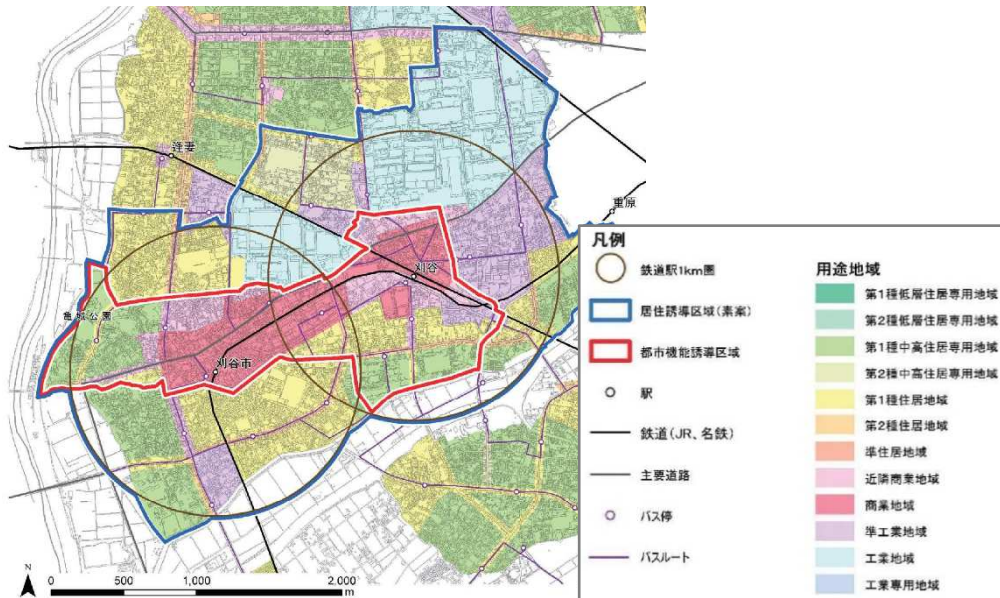 逢妻
重原
刈谷
亀城公園
刈谷市
N
0 500 1,000 2,000
m
凡例
鉄道駅1km圏
居住誘導区域(素案)
都市機能誘導区域
駅
鉄道(JR、名鉄)
主要道路
バス停
バスルート
用途地域
第1種低層住居専用地域
第2種低層住居専用地域
第1種中高住居専用地域
第2種中高住居専用地域
第1種住居地域
第2種住居地域
準住居地域
近隣商業地域
商業地域
準工業地域
工業地域
工業専用地域